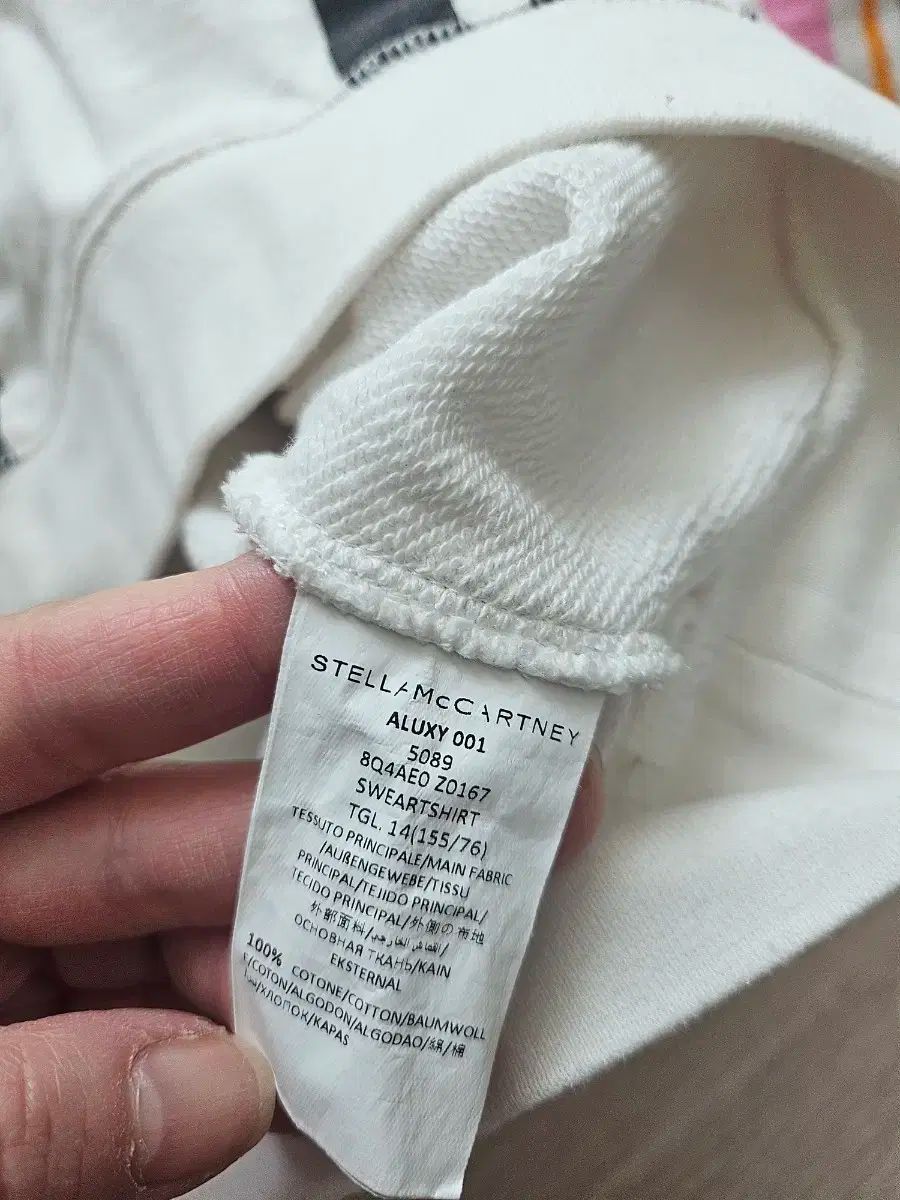 STELLAMcCARTNEY
ALUXY 001
5089
8Q4AE0 Z0167
SWEARTSHIRT
TGL. 14(155/76)
TESSUTO PRINCIPALE/MAIN FABRIC
/AUßENGEWEBE/TISSU
PRINCIPAL/TEJIDO PRINCIPAL/
TECIDO PRINCIPAL/外側の布地
外部面料/
ОСНОВНАЯ ТКАНЬ/KAIN
EKSTERNAL
100% COTONE/COTTON/BAUMWOLL
E/COTON/ALGODON/ALGODAO/綿/棉
/ХЛОПОК/KAPAS